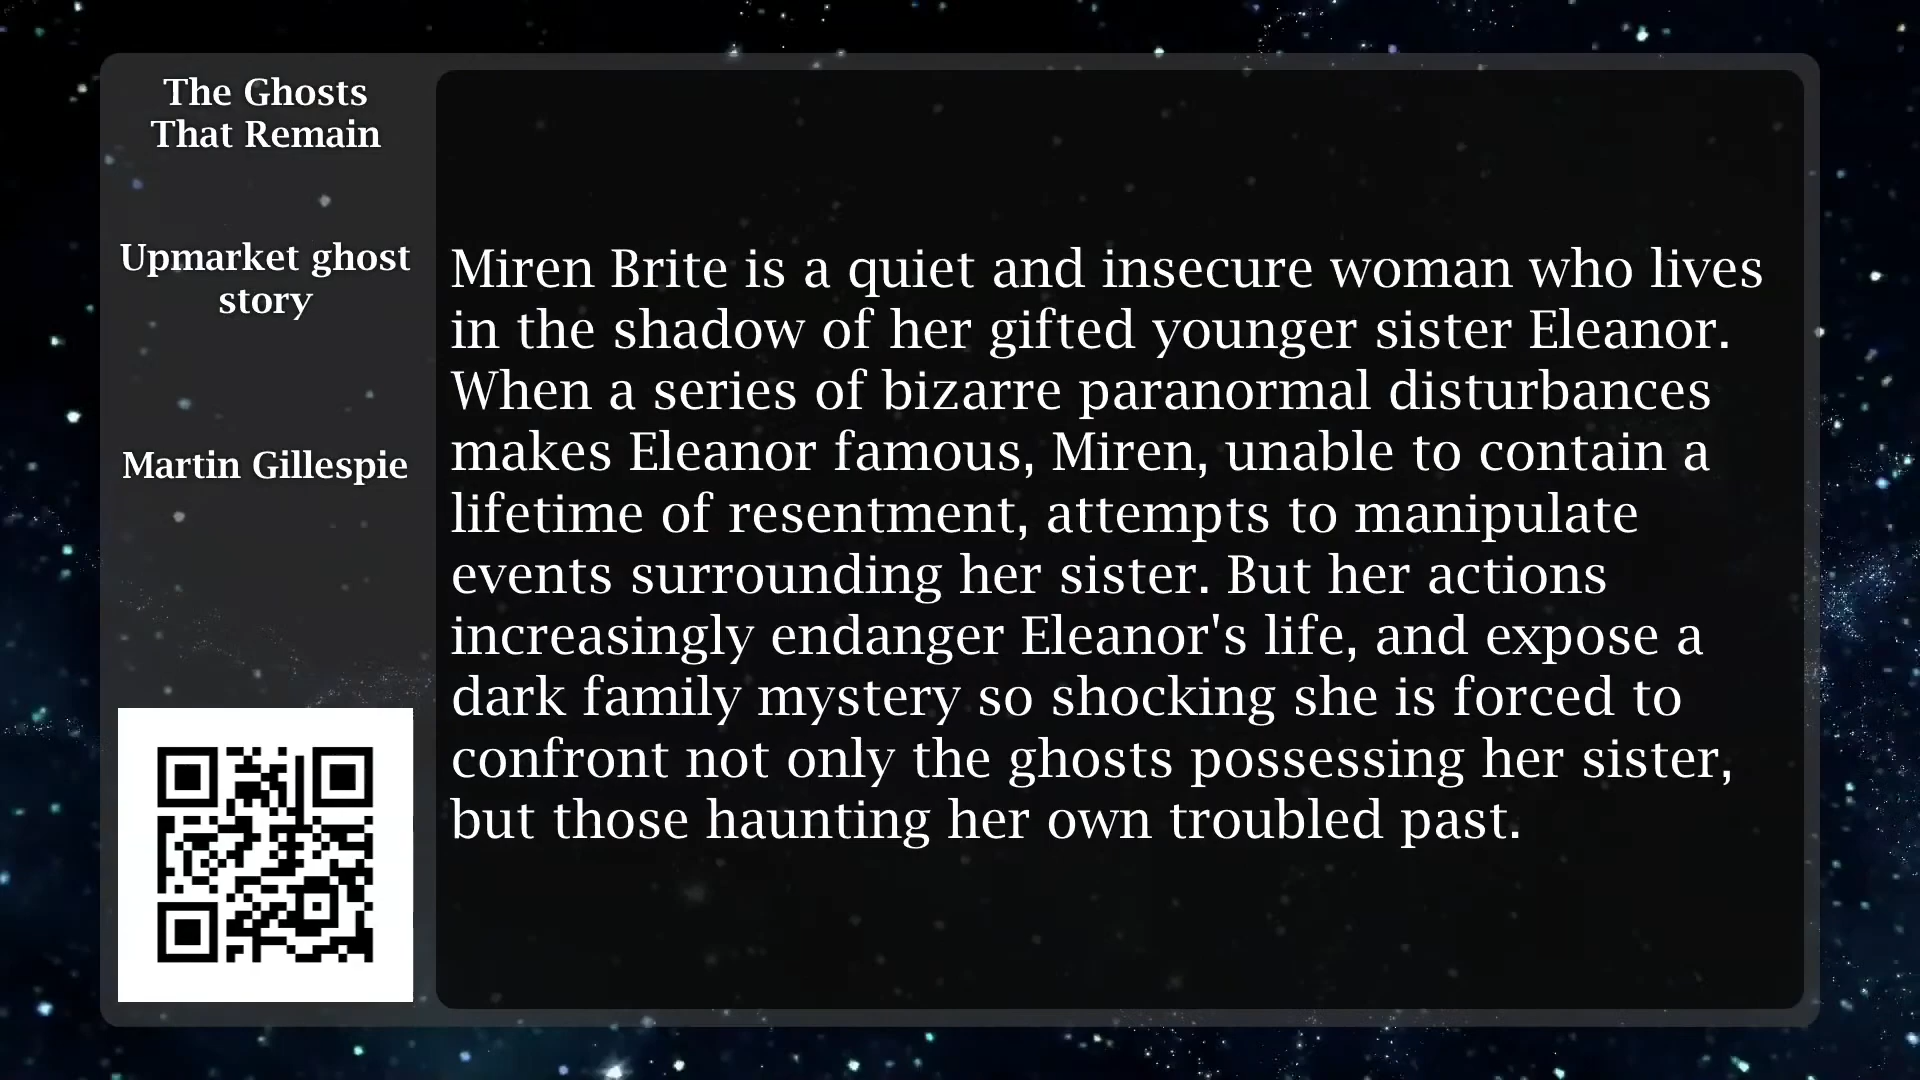 The Ghosts
That Remain
Upmarket ghost
story
Martin Gillespie
Miren Brite is a quiet and insecure woman who lives
in the shadow of her gifted younger sister Eleanor.
When a series of bizarre paranormal disturbances
makes Eleanor famous, Miren, unable to contain a
lifetime of resentment, attempts to manipulate
events surrounding her sister. But her actions
increasingly endanger Eleanor's life, and expose a
dark family mystery so shocking she is forced to
confront not only the ghosts possessing her sister,
but those haunting her own troubled past.